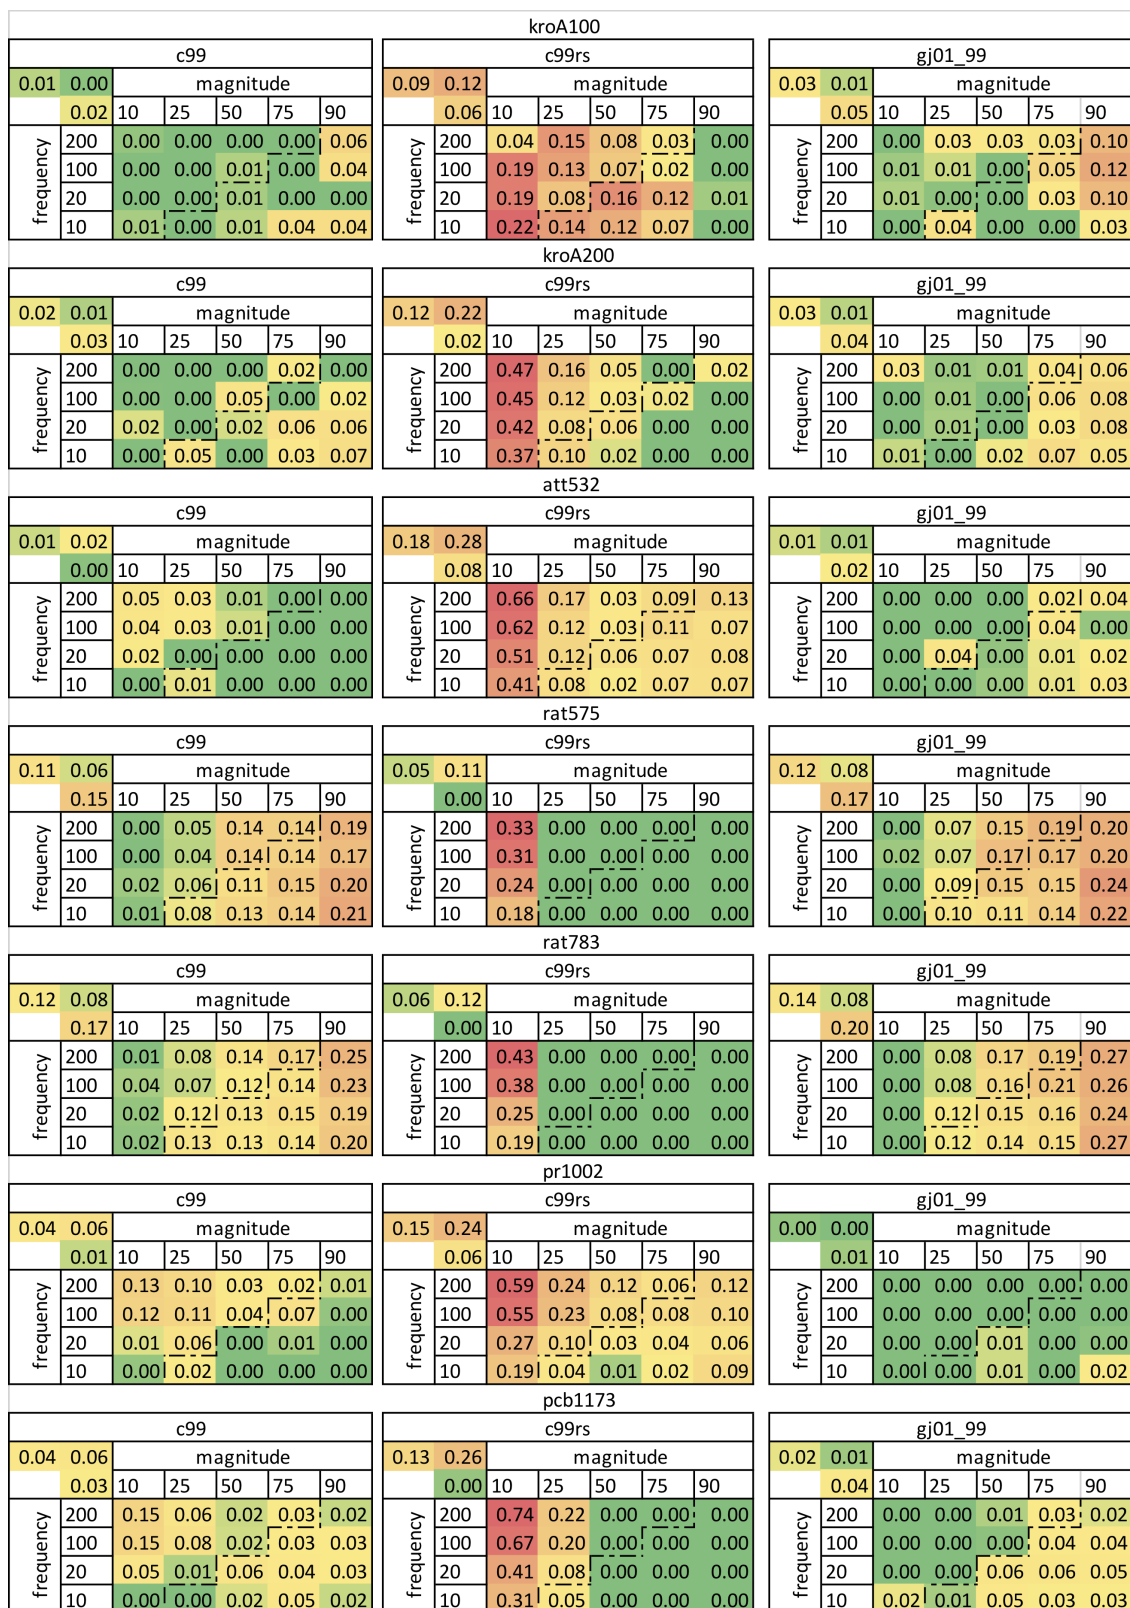 kroA100
c99 c99rs gj01_99
0.01 0.00 magnitude 0.09 0.12 magnitude 0.03 0.01 magnitude
0.02 10 25 50 75 90 0.06 10 25 50 75 90 0.05 10 25 50 75 90
frequency frequency frequency
200 0.00 0.00 0.00 0.00 0.06 200 0.04 0.15 0.08 0.03 0.00 200 0.00 0.03 0.03 0.03 0.10
100 0.00 0.00 0.01 0.00 0.04 100 0.19 0.13 0.07 0.02 0.00 100 0.01 0.01 0.00 0.05 0.12
20 0.00 0.00 0.01 0.00 0.00 20 0.19 0.08 0.16 0.12 0.01 20 0.01 0.00 0.00 0.03 0.10
10 0.01 0.00 0.01 0.04 0.04 10 0.22 0.14 0.12 0.07 0.00 10 0.00 0.04 0.00 0.00 0.03
kroA200
c99 c99rs gj01_99
0.02 0.01 magnitude 0.12 0.22 magnitude 0.03 0.01 magnitude
0.03 10 25 50 75 90 0.02 10 25 50 75 90 0.04 10 25 50 75 90
frequency frequency frequency
200 0.00 0.00 0.00 0.02 0.00 200 0.47 0.16 0.05 0.00 0.02 200 0.03 0.01 0.01 0.04 0.06
100 0.00 0.00 0.05 0.00 0.02 100 0.45 0.12 0.03 0.02 0.00 100 0.00 0.01 0.00 0.06 0.08
20 0.02 0.00 0.02 0.06 0.06 20 0.42 0.08 0.06 0.00 0.00 20 0.00 0.01 0.00 0.03 0.08
10 0.00 0.05 0.00 0.03 0.07 10 0.37 0.10 0.02 0.00 0.00 10 0.01 0.00 0.02 0.07 0.05
att532
c99 c99rs gj01_99
0.01 0.02 magnitude 0.18 0.28 magnitude 0.01 0.01 magnitude
0.00 10 25 50 75 90 0.08 10 25 50 75 90 0.02 10 25 50 75 90
frequency frequency frequency
200 0.05 0.03 0.01 0.00 0.00 200 0.66 0.17 0.03 0.09 0.13 200 0.00 0.00 0.00 0.02 0.04
100 0.04 0.03 0.01 0.00 0.00 100 0.62 0.12 0.03 0.11 0.07 100 0.00 0.00 0.00 0.04 0.00
20 0.02 0.00 0.00 0.00 0.00 20 0.51 0.12 0.06 0.07 0.08 20 0.00 0.04 0.00 0.01 0.02
10 0.00 0.01 0.00 0.00 0.00 10 0.41 0.08 0.02 0.07 0.07 10 0.00 0.00 0.00 0.01 0.03
rat575
c99 c99rs gj01_99
0.11 0.06 magnitude 0.05 0.11 magnitude 0.12 0.08 magnitude
0.15 10 25 50 75 90 0.00 10 25 50 75 90 0.17 10 25 50 75 90
frequency frequency frequency
200 0.00 0.05 0.14 0.14 0.19 200 0.33 0.00 0.00 0.00 0.00 200 0.00 0.07 0.15 0.19 0.20
100 0.00 0.04 0.14 0.14 0.17 100 0.31 0.00 0.00 0.00 0.00 100 0.02 0.07 0.17 0.17 0.20
20 0.02 0.06 0.11 0.15 0.20 20 0.24 0.00 0.00 0.00 0.00 20 0.00 0.09 0.15 0.15 0.24
10 0.01 0.08 0.13 0.14 0.21 10 0.18 0.00 0.00 0.00 0.00 10 0.00 0.10 0.11 0.14 0.22
rat783
c99 c99rs gj01_99
0.12 0.08 magnitude 0.06 0.12 magnitude 0.14 0.08 magnitude
0.17 10 25 50 75 90 0.00 10 25 50 75 90 0.20 10 25 50 75 90
frequency frequency frequency
200 0.01 0.08 0.14 0.17 0.25 200 0.43 0.00 0.00 0.00 0.00 200 0.00 0.08 0.17 0.19 0.27
100 0.04 0.07 0.12 0.14 0.23 100 0.38 0.00 0.00 0.00 0.00 100 0.00 0.08 0.16 0.21 0.26
20 0.02 0.12 0.13 0.15 0.19 20 0.25 0.00 0.00 0.00 0.00 20 0.00 0.12 0.15 0.16 0.24
10 0.02 0.13 0.13 0.14 0.20 10 0.19 0.00 0.00 0.00 0.00 10 0.00 0.12 0.14 0.15 0.27
pr1002
c99 c99rs gj01_99
0.04 0.06 magnitude 0.15 0.24 magnitude 0.00 0.00 magnitude
0.01 10 25 50 75 90 0.06 10 25 50 75 90 0.01 10 25 50 75 90
frequency frequency frequency
200 0.13 0.10 0.03 0.02 0.01 200 0.59 0.24 0.12 0.06 0.12 200 0.00 0.00 0.00 0.00 0.00
100 0.12 0.11 0.04 0.07 0.00 100 0.55 0.23 0.08 0.08 0.10 100 0.00 0.00 0.00 0.00 0.00
20 0.01 0.06 0.00 0.01 0.00 20 0.27 0.10 0.03 0.04 0.06 20 0.00 0.00 0.01 0.00 0.00
10 0.00 0.02 0.00 0.00 0.00 10 0.19 0.04 0.01 0.02 0.09 10 0.00 0.00 0.01 0.00 0.02
pcb1173
c99 c99rs gj01_99
0.04 0.06 magnitude 0.13 0.26 magnitude 0.02 0.01 magnitude
0.03 10 25 50 75 90 0.00 10 25 50 75 90 0.04 10 25 50 75 90
frequency frequency frequency
200 0.15 0.06 0.02 0.03 0.02 200 0.74 0.22 0.00 0.00 0.00 200 0.00 0.00 0.01 0.03 0.02
100 0.15 0.08 0.02 0.03 0.03 100 0.67 0.20 0.00 0.00 0.00 100 0.00 0.00 0.00 0.04 0.04
20 0.05 0.01 0.06 0.04 0.03 20 0.41 0.08 0.00 0.00 0.00 20 0.00 0.00 0.06 0.06 0.05
10 0.00 0.00 0.02 0.05 0.02 10 0.31 0.05 0.00 0.00 0.00 10 0.02 0.01 0.05 0.03 0.03